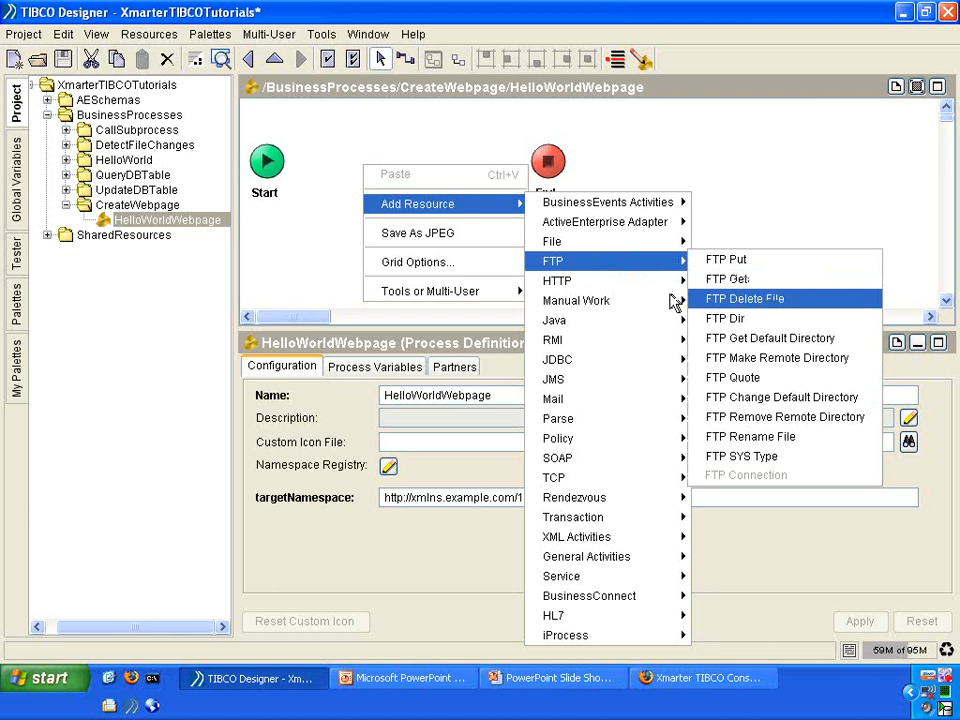 TIBCO Designer - XmarterTIBCOTutorials*
Project Edit View Resources Palettes Multi-User Tools Window Help
Project
Global Variables
Tester
Palettes
My Palettes
XmarterTIBCOTutorials
AESchemas
BusinessProcesses
CallSubprocess
DetectFileChanges
HelloWorld
QueryDBTable
UpdateDBTable
CreateWebpage
HelloWorldWebpage
SharedResources
/BusinessProcesses/CreateWebpage/HelloWorldWebpage
Start
End
Paste Ctrl+V
Add Resource
Save As JPEG
Grid Options...
Tools or Multi-User
BusinessEvents Activities
ActiveEnterprise Adapter
File
FTP
HTTP
Manual Work
Java
RMI
JDBC
JMS
Mail
Parse
Policy
SOAP
TCP
Rendezvous
Transaction
XML Activities
General Activities
Service
BusinessConnect
HL7
iProcess
FTP Put
FTP Get
FTP Delete File
FTP Dir
FTP Get Default Directory
FTP Make Remote Directory
FTP Quote
FTP Change Default Directory
FTP Remove Remote Directory
FTP Rename File
FTP SYS Type
FTP Connection
HelloWorldWebpage (Process Definition
Configuration Process Variables Partners
Name: HelloWorldWebpage
Description:
Custom Icon File:
Namespace Registry:
targetNamespace: http://xmlns.example.com/1
Reset Custom Icon Apply Reset
59M of 95M
start TIBCO Designer - Xm... Microsoft PowerPoint ... PowerPoint Slide Sho... Xmarter TIBCO Cons...